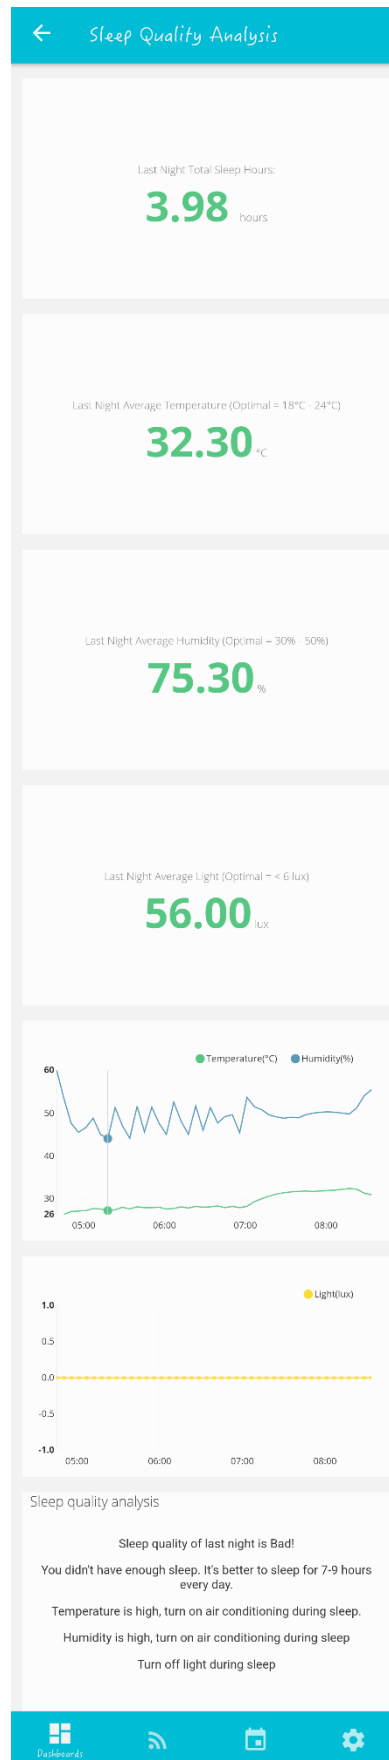 Sleep Quality Analysis
Last Night Total Sleep Hours:
3.98 hours
Last Night Average Temperature (Optimal = 18°C - 24°C)
32.30 °C
Last Night Average Humidity (Optimal = 30% - 50%)
75.30 %
Last Night Average Light (Optimal = < 6 lux)
56.00 lux
Temperature(°C) Humidity(%)
60
50
40
30
26
05:00 06:00 07:00 08:00
Light(lux)
1.0
0.5
0.0
-0.5
-1.0
05:00 06:00 07:00 08:00
Sleep quality analysis
Sleep quality of last night is Bad!
You didn't have enough sleep. It's better to sleep for 7-9 hours
every day.
Temperature is high, turn on air conditioning during sleep.
Humidity is high, turn on air conditioning during sleep
Turn off light during sleep
Dashboards